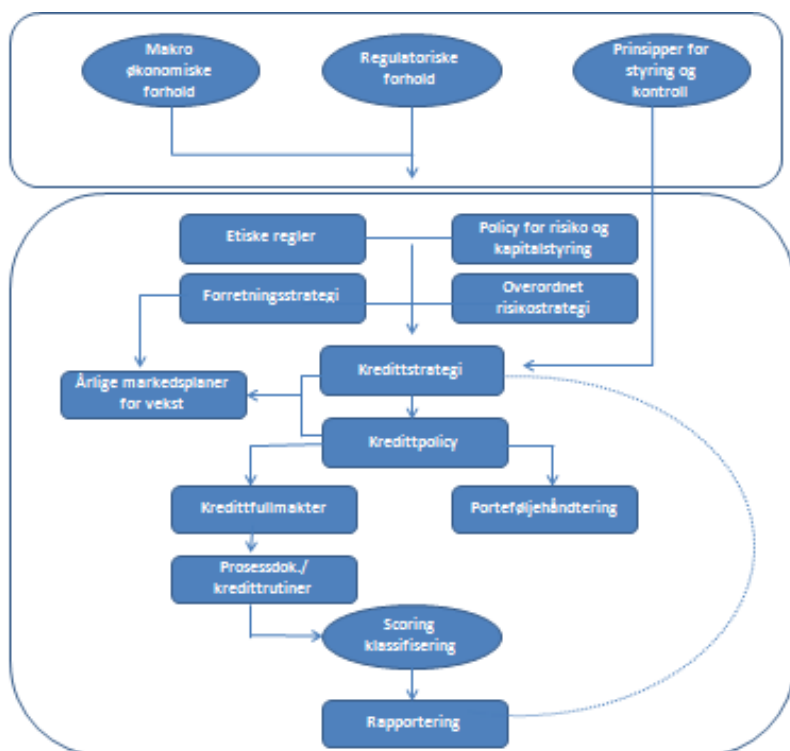 Makro
økonomiske
forhold
Regulatoriske
forhold
Prinsipper for
styring og
kontroll
Etiske regler
Policy for risiko og
kapitalstyring
Forretningsstrategi
Overordnet
risikostrategi
Kredittstrategi
Årlige markedsplaner
for vekst
Kredittpolicy
Kredittfullmakter
Porteføljehåndtering
Prosessdok./
kredittrutiner
Scoring
klassifisering
Rapportering